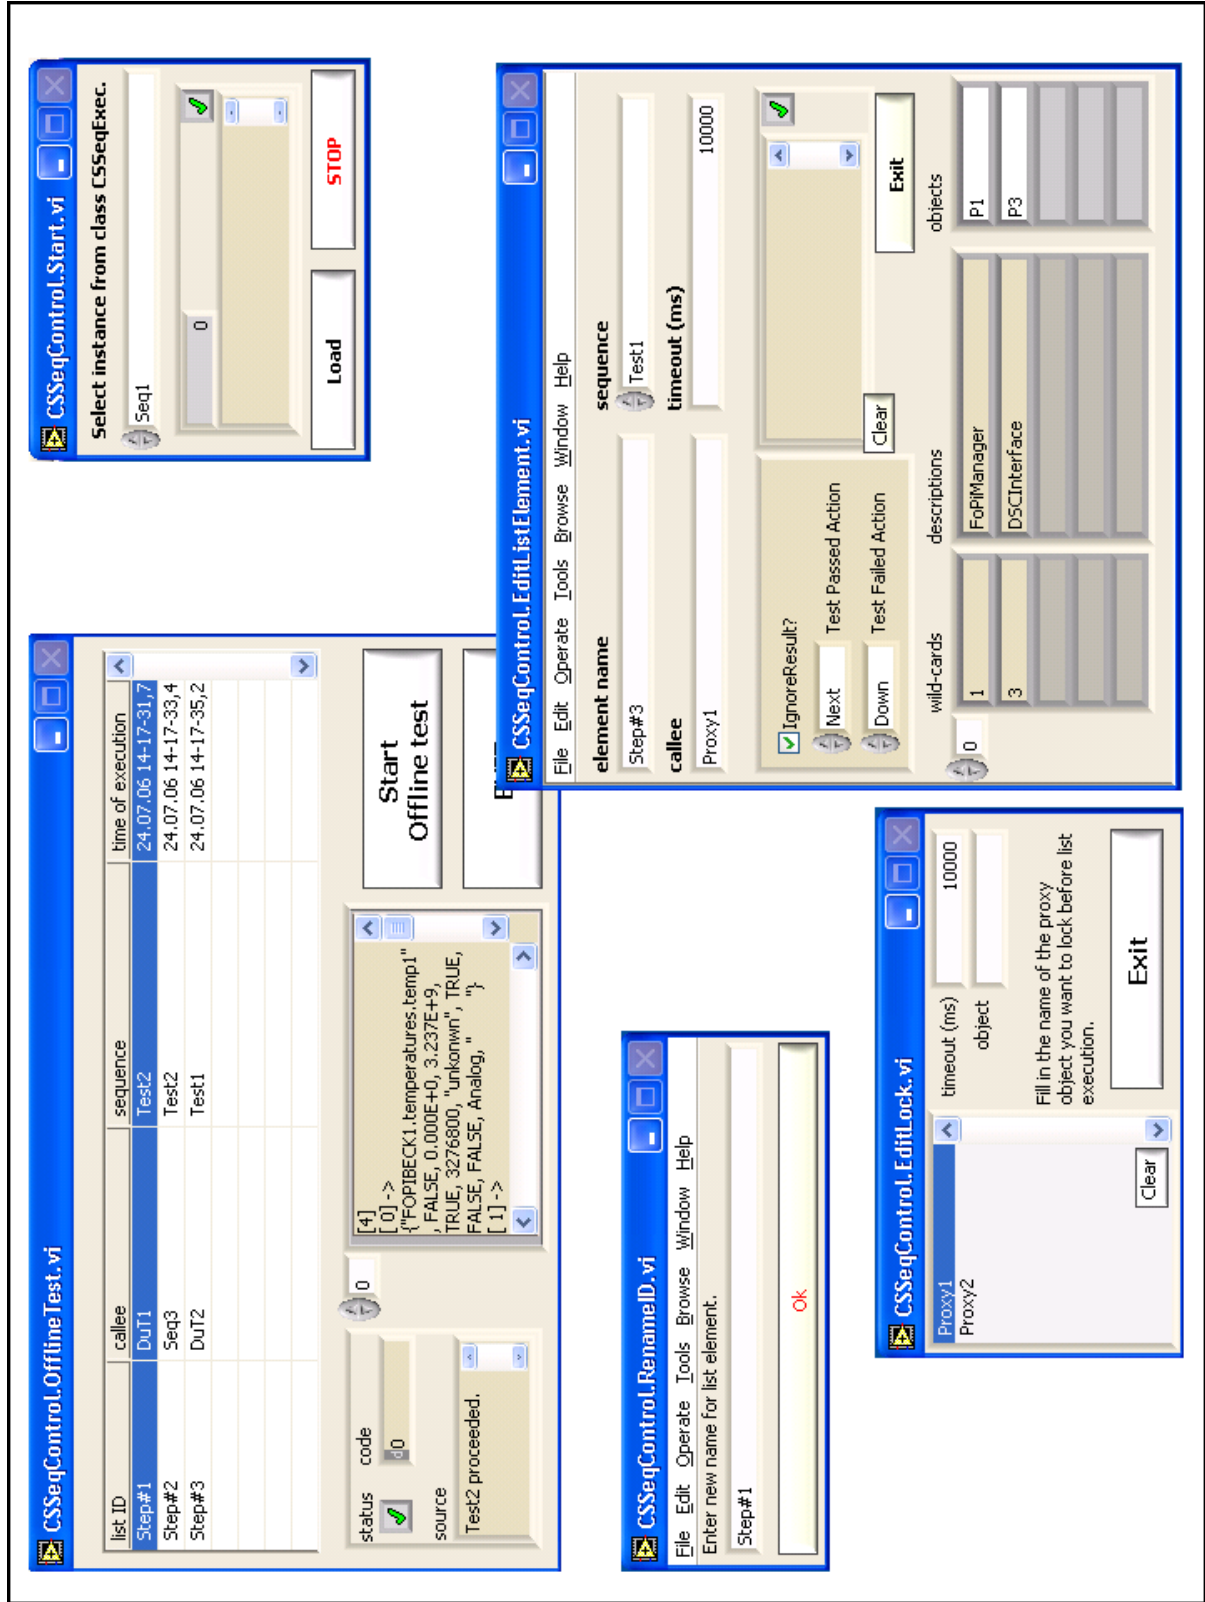 CSSeqControl.OfflineTest.vi
list ID callee sequence time of execution
Step#1 DuT1 Test2 24.07.06 14-17-31,7
Step#2 Seq3 Test2 24.07.06 14-17-33,4
Step#3 DuT2 Test1 24.07.06 14-17-35,2
status code
d 0
source
Test2 proceeded.
0
[4]
[ 0] ->
{"FOPIBECK1.temperatures.temp1"
, FALSE, 0.000E+0, 3.237E+9,
TRUE, 3276800, "unkonwn", TRUE,
FALSE, FALSE, Analog, " "}
[ 1] ->
Start
Offline test
CSSeqControl.Start.vi
Select instance from class CSSeqExec.
Seq1
0
Load STOP
CSSeqControl.RenameID.vi
File Edit Operate Tools Browse Window Help
Enter new name for list element.
Step#1
Ok
CSSeqControl.EditListElement.vi
File Edit Operate Tools Browse Window Help
element name sequence
Step#3 Test1
callee timeout (ms)
Proxy1 10000
IgnoreResult?
Next Test Passed Action
Down Test Failed Action
Clear
Exit
wild-cards descriptions objects
0
1 FoPiManager P1
3 DSCInterface P3
CSSeqControl.EditLock.vi
Proxy1
Proxy2
Clear
timeout (ms) 10000
object
Fill in the name of the proxy
object you want to lock before list
execution.
Exit